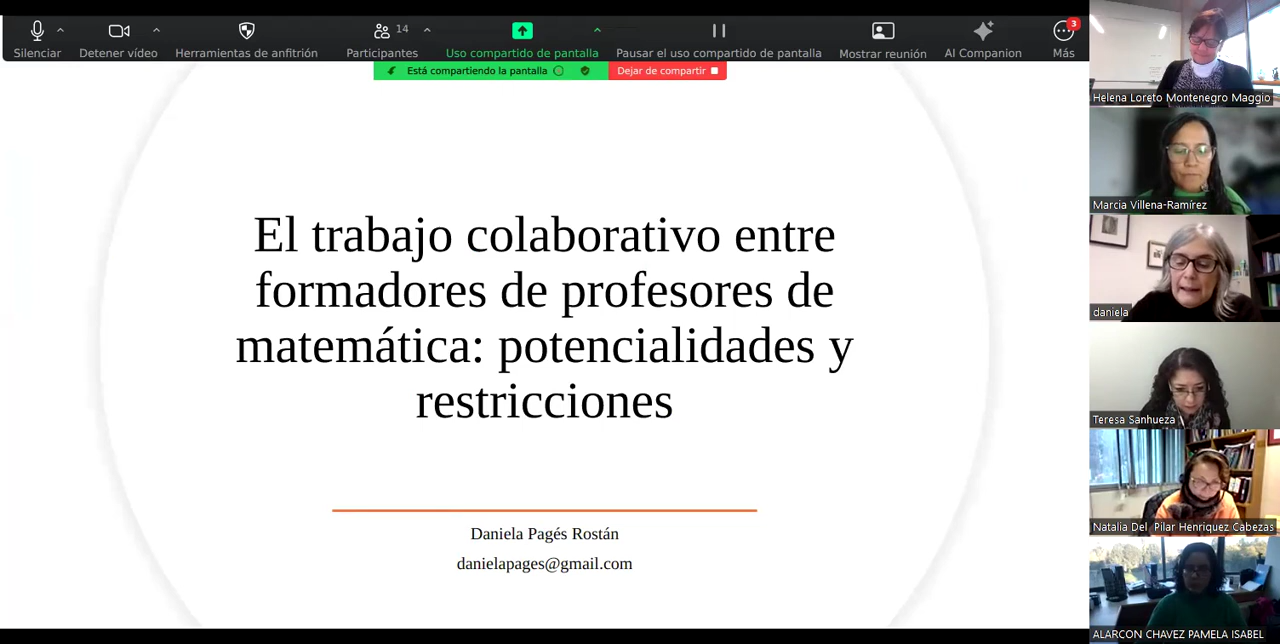 14
3
Silenciar
Detener vídeo
Herramientas de anfitrión
Participantes
Uso compartido de pantalla
Pausar el uso compartido de pantalla
Mostrar reunión
AI Companion
Más
Está compartiendo la pantalla
Dejar de compartir
El trabajo colaborativo entre
formadores de profesores de
matemática: potencialidades y
restricciones
Daniela Pagés Rostán
danielapages@gmail.com
Helena Loreto Montenegro Maggio
Marcia Villena-Ramírez
daniela
Teresa Sanhueza
Natalia Del Pilar Henriquez Cabezas
ALARCON CHAVEZ PAMELA ISABEL